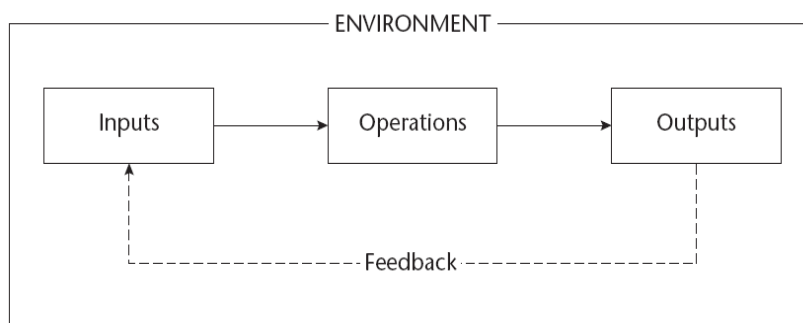 ENVIRONMENT
Inputs
Operations
Outputs
Feedback